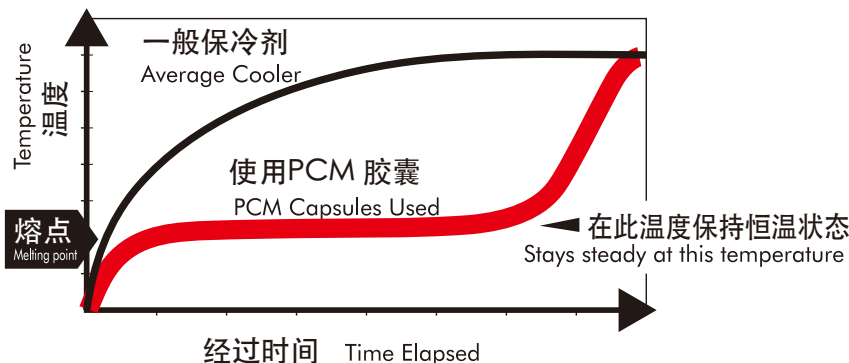 一般保冷剂
Average Cooler
Temperature
温度
使用PCM 胶囊
PCM Capsules Used
熔点
Melting point
在此温度保持恒温状态
Stays steady at this temperature
经过时间 Time Elapsed